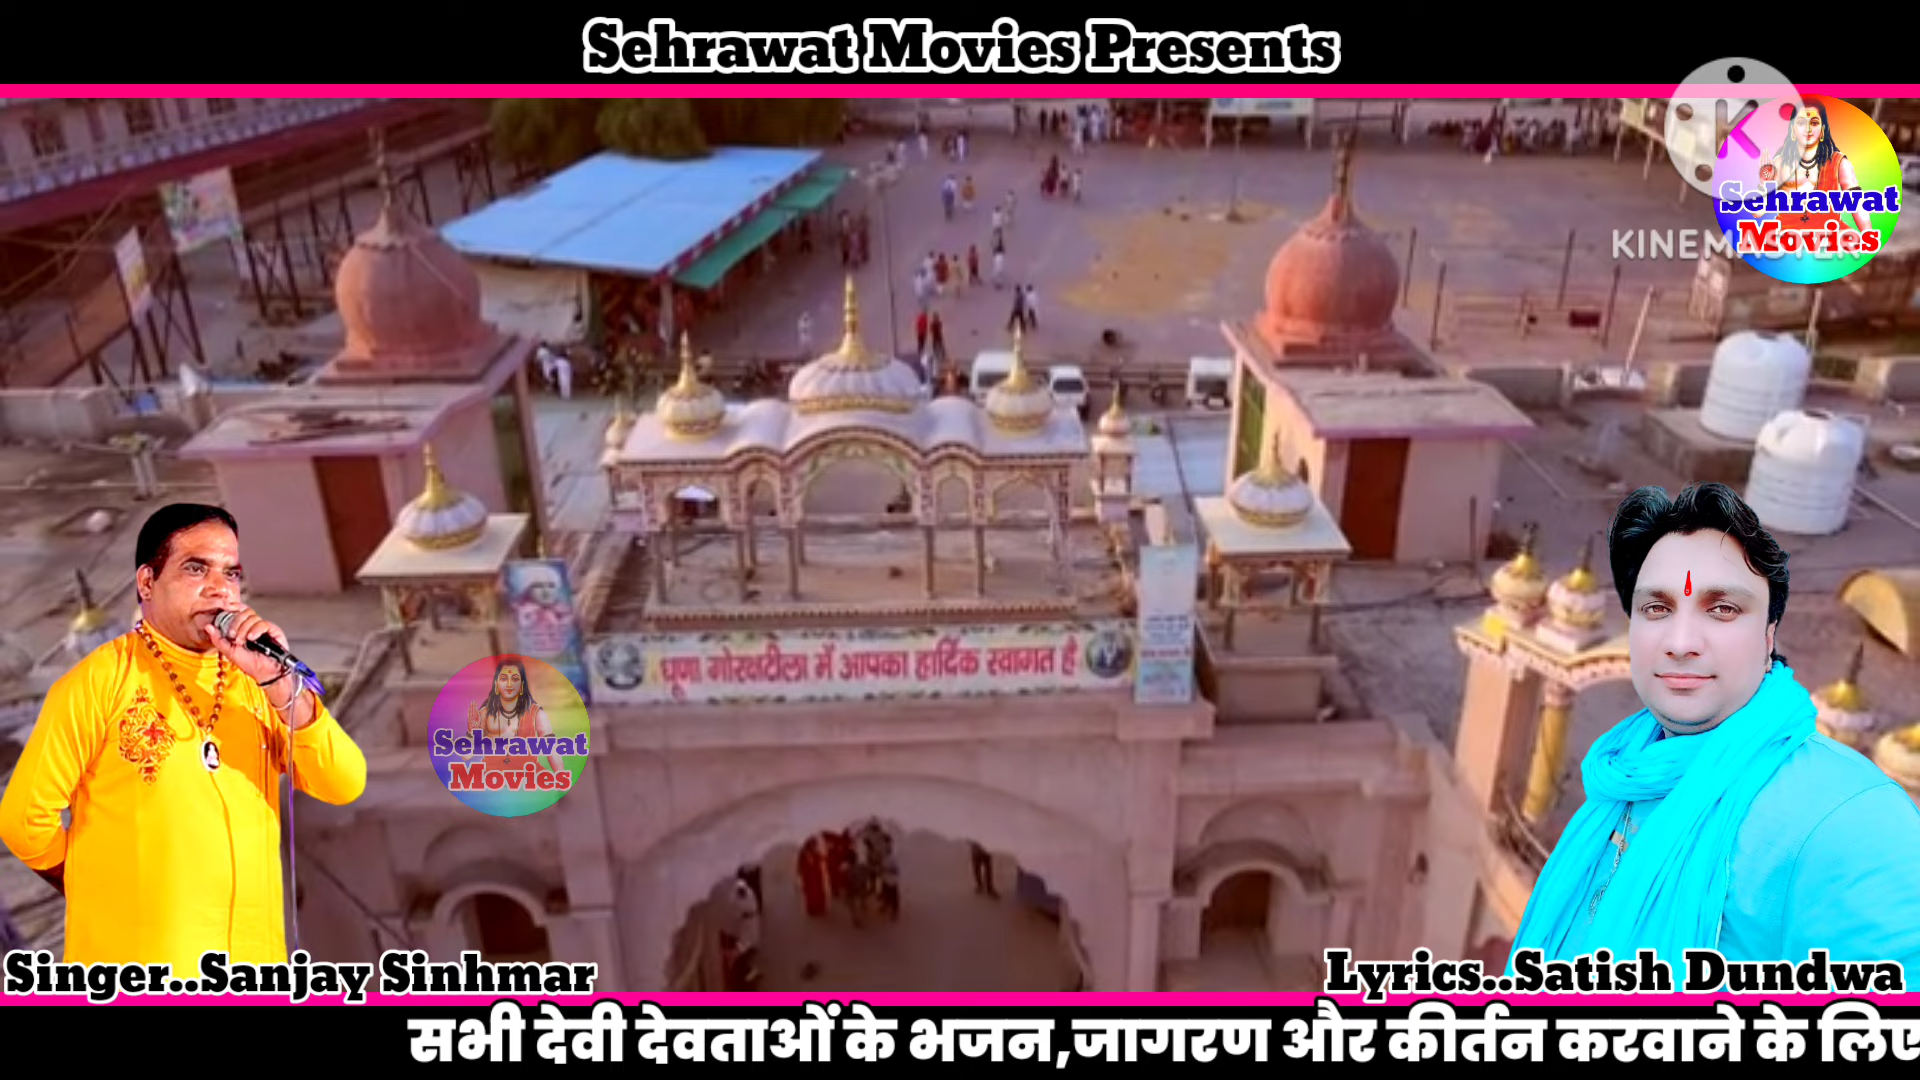 Sehrawat Movies Presents
KINEMASTER
Sehrawat
Movies
धूणा गोरखटीला में आपका हार्दिक स्वागत है
Sehrawat
Movies
Singer..Sanjay Sinhmar
Lyrics..Satish Dundwa
सभी देवी देवताओं के भजन,जागरण और कीर्तन करवाने के लिए